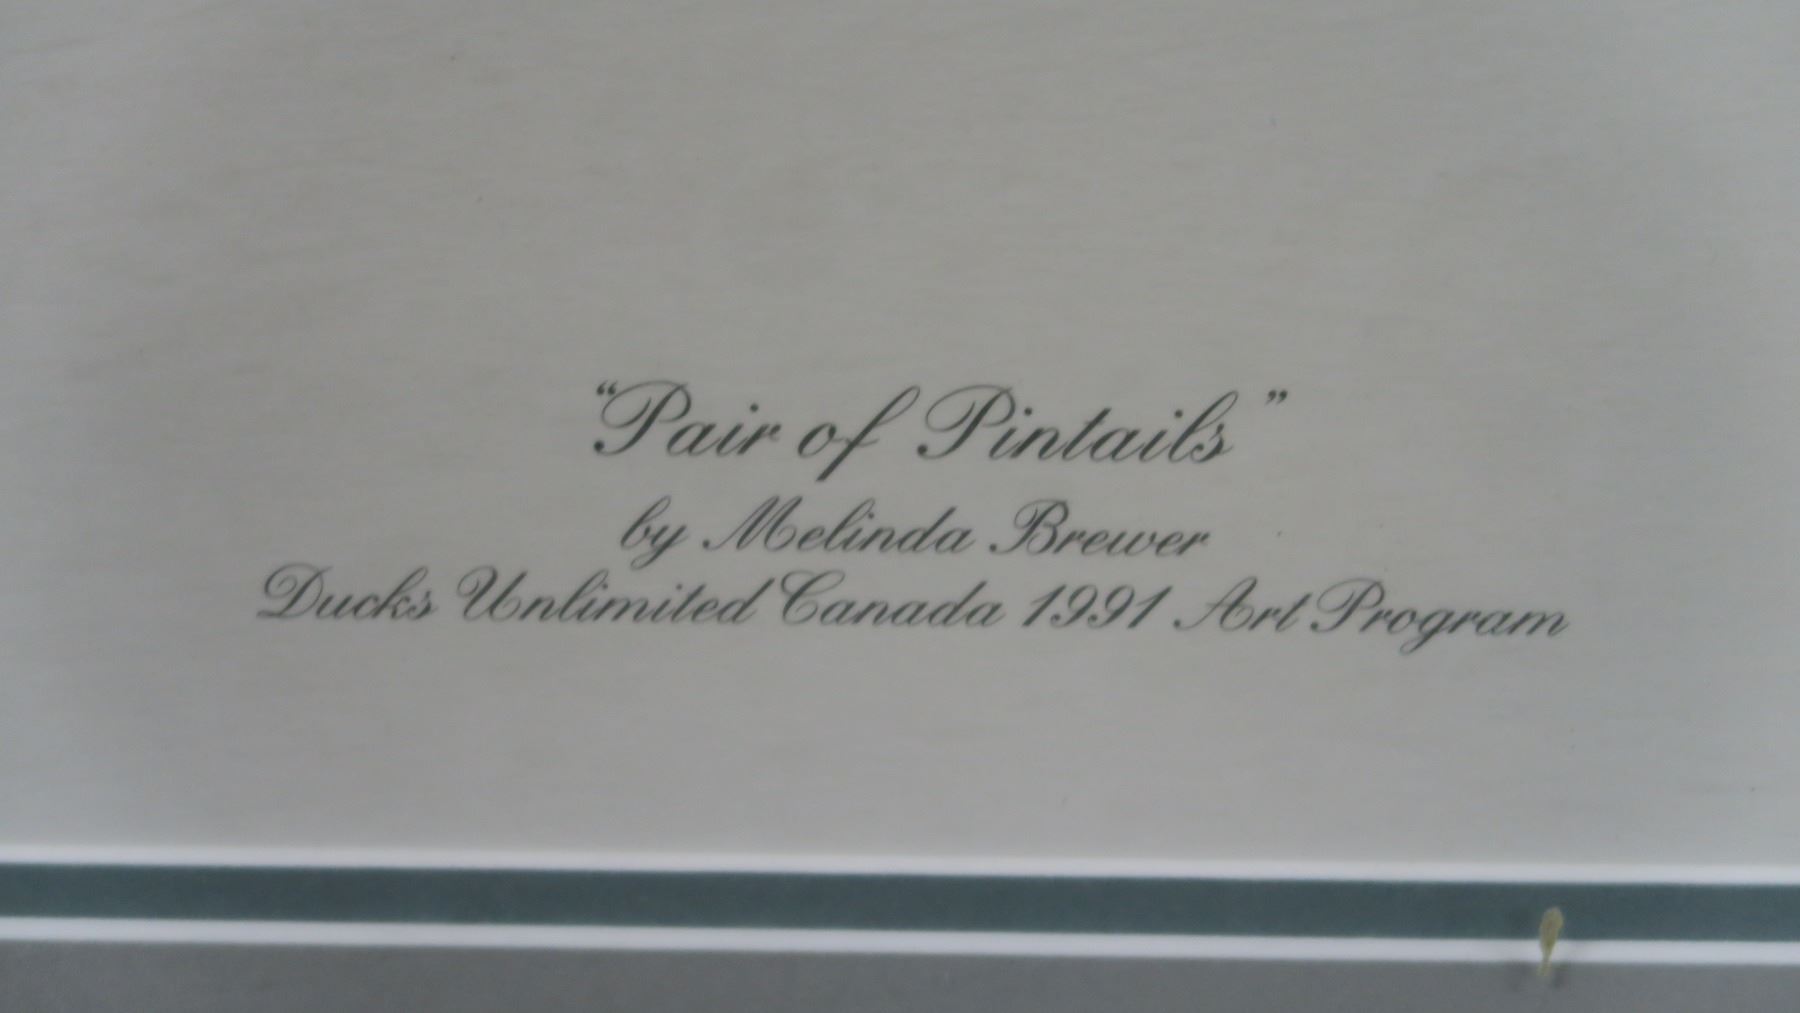 “Pair of Pintails”
by Melinda Brewer
Ducks Unlimited Canada 1991 Art Program